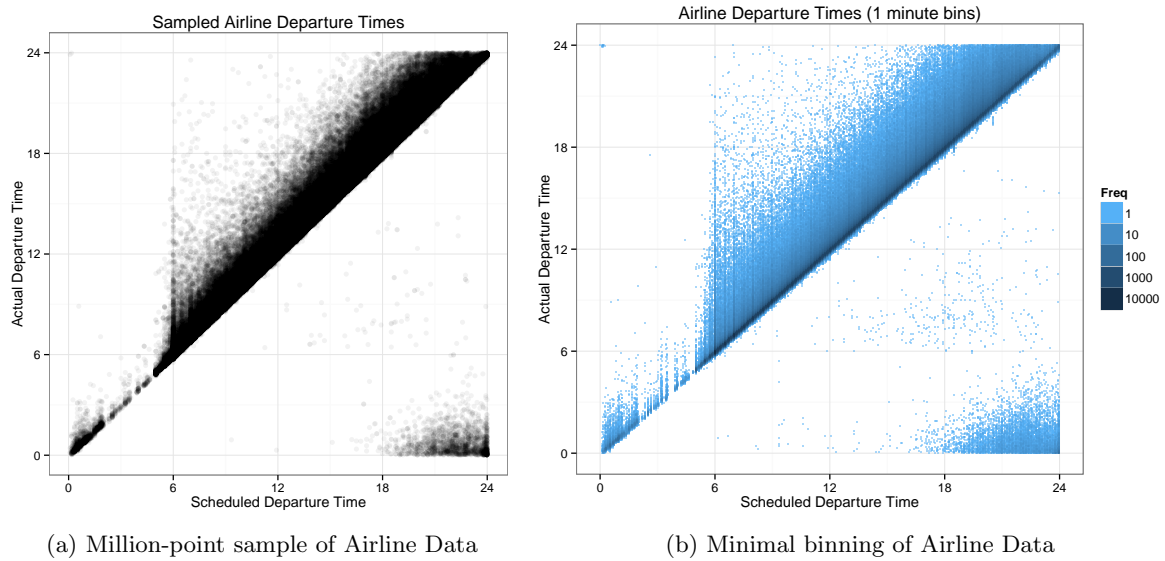 Sampled Airline Departure Times
24
18
12
6
0
Actual Departure Time
0 6 12 18 24
Scheduled Departure Time
(a) Million-point sample of Airline Data
Airline Departure Times (1 minute bins)
24
18
12
6
0
Actual Departure Time
0 6 12 18 24
Scheduled Departure Time
Freq
1
10
100
1000
10000
(b) Minimal binning of Airline Data